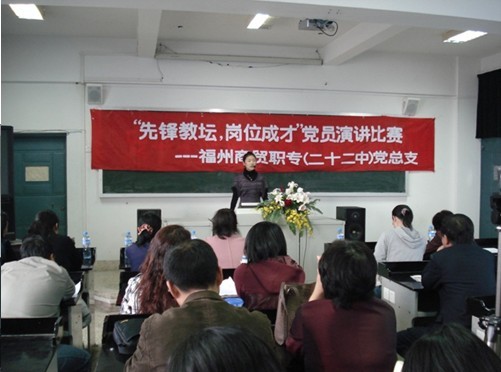 “先锋教坛,岗位成才”党员演讲比赛
---福州商贸职专(二十二中)党总支